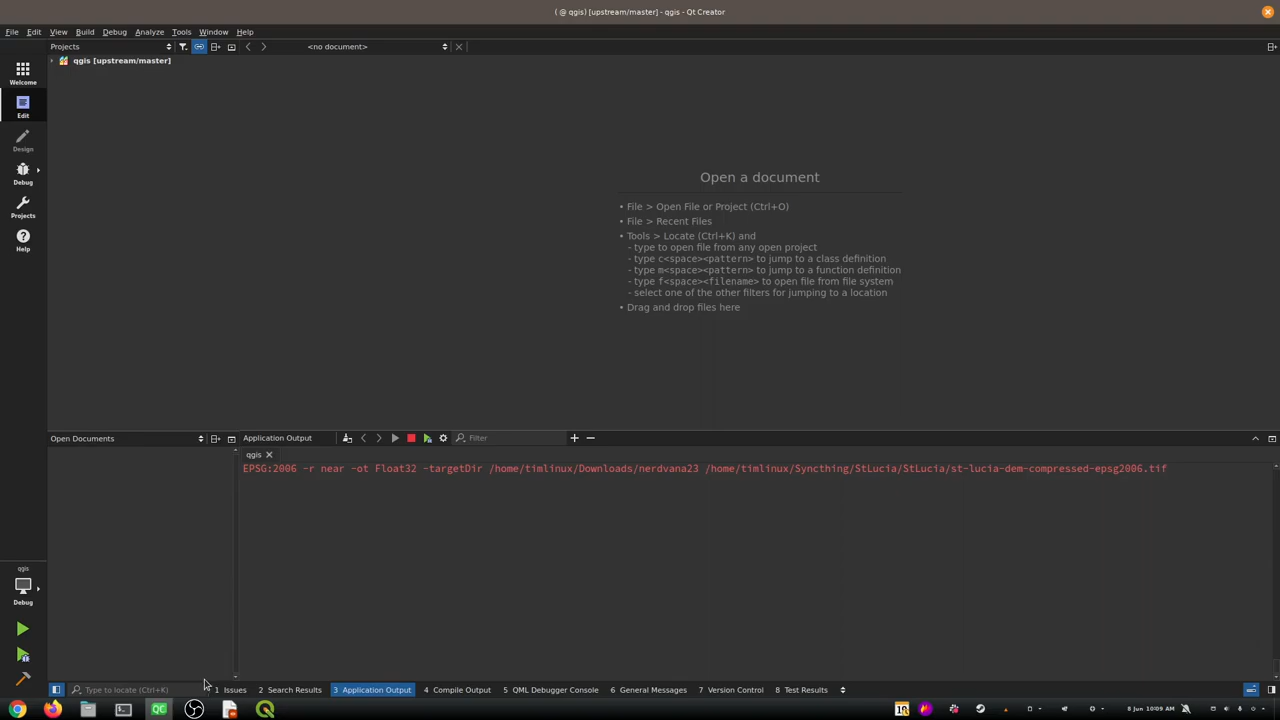 ( @ qgis) [upstream/master] - qgis - Qt Creator
File Edit View Build Debug Analyze Tools Window Help
Projects <no document>
Welcome
qgis [upstream/master]
Edit
Design
Debug
Projects
Help
Open a document
• File > Open File or Project (Ctrl+O)
• File > Recent Files
• Tools > Locate (Ctrl+K) and
- type to open file from any open project
- type c<space><pattern> to jump to a class definition
- type m<space><pattern> to jump to a function definition
- type f<space><filename> to open file from file system
- select one of the other filters for jumping to a location
• Drag and drop files here
Open Documents Application Output Filter
qgis
EPSG:2006 -r near -ot Float32 -targetDir /home/timlinux/Downloads/nerdvana23 /home/timlinux/Syncthing/StLucia/StLucia/st-lucia-dem-compressed-epsg2006.tif
qgis
Debug
Type to locate (Ctrl+K) 1 Issues 2 Search Results 3 Application Output 4 Compile Output 5 QML Debugger Console 6 General Messages 7 Version Control 8 Test Results
QC 8 Jun 10:09 AM